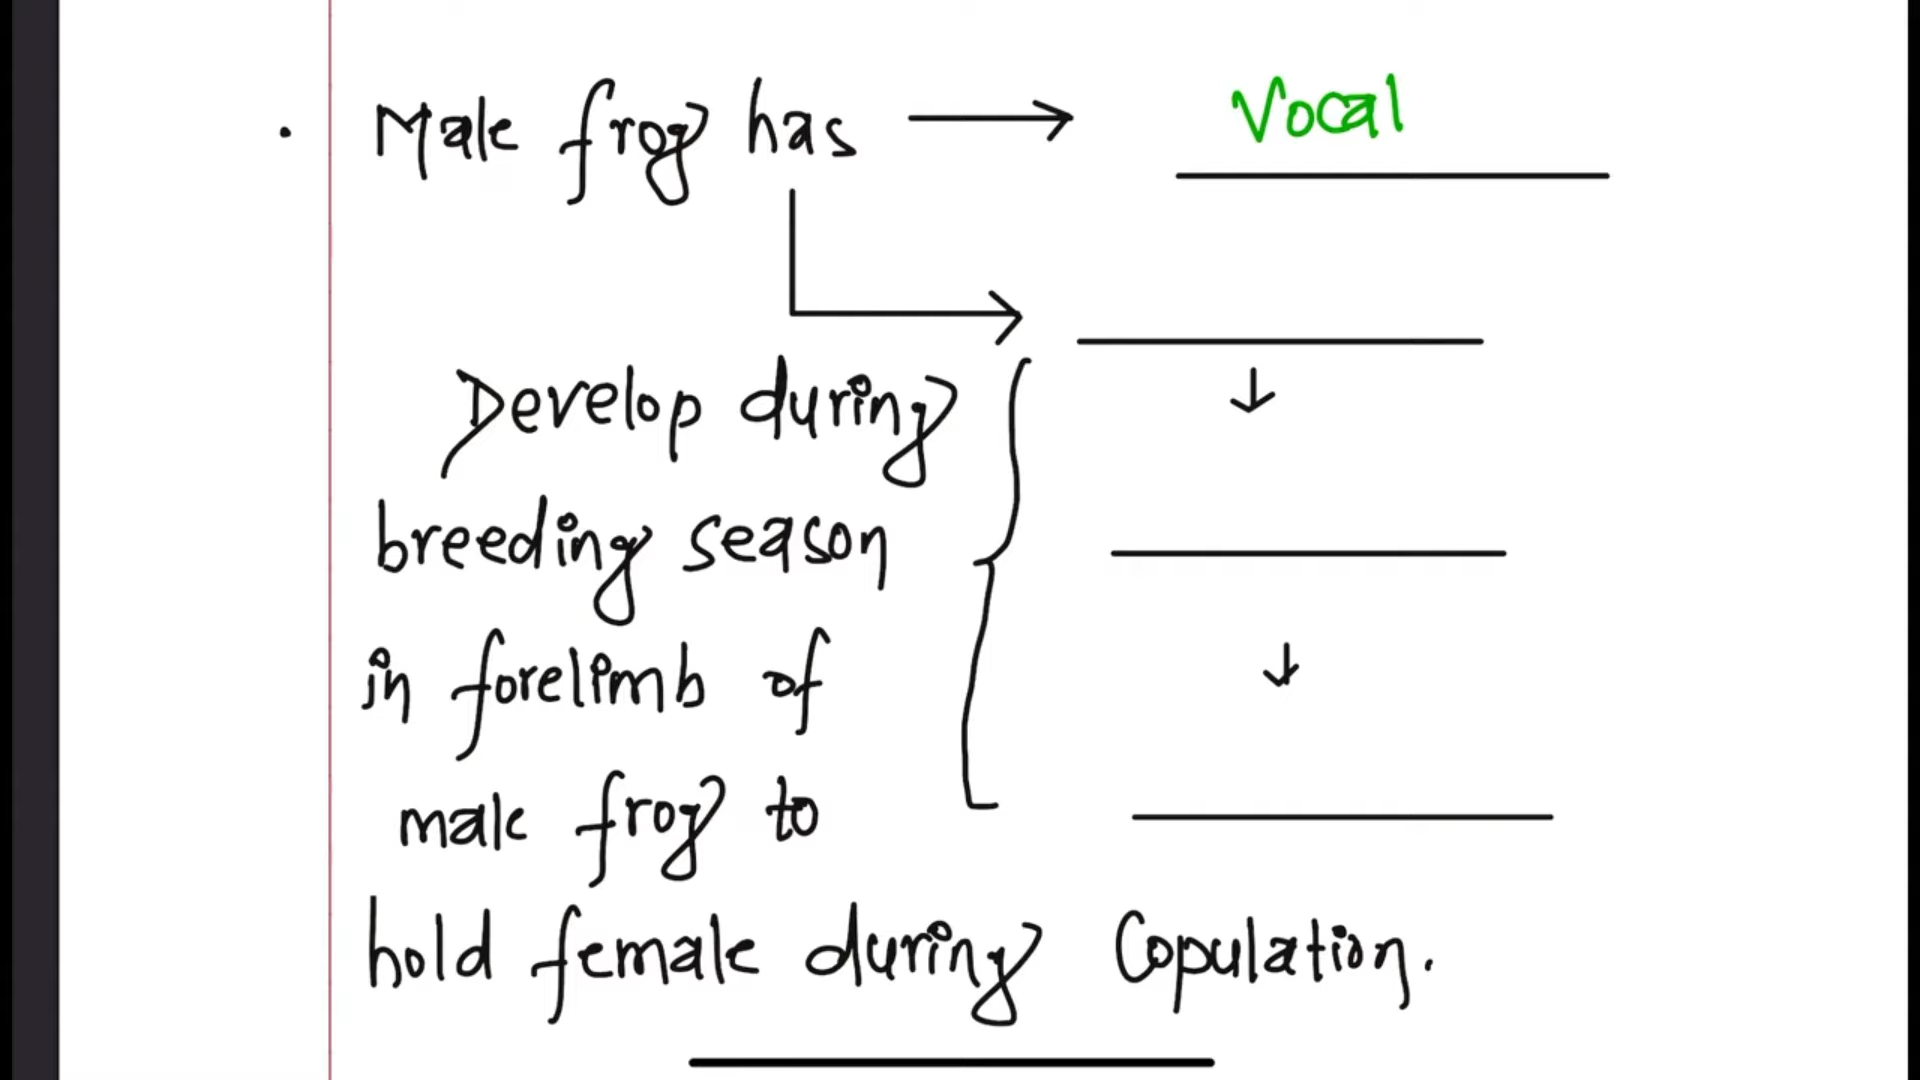 . Male frog has → Vocal
Develop during
breeding season
in forelimb of
male frog to
hold female during Copulation.